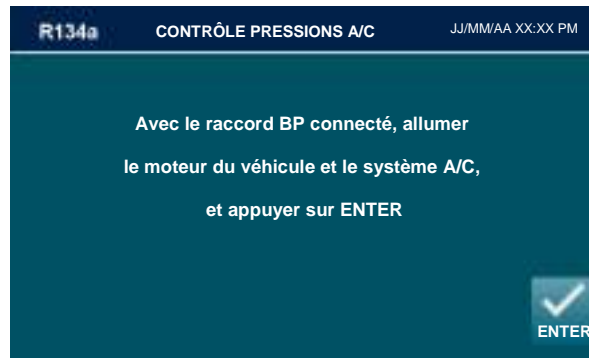 R134a CONTRÔLE PRESSIONS A/C JJ/MM/AA XX:XX PM
Avec le raccord BP connecté, allumer
le moteur du véhicule et le système A/C,
et appuyer sur ENTER
ENTER